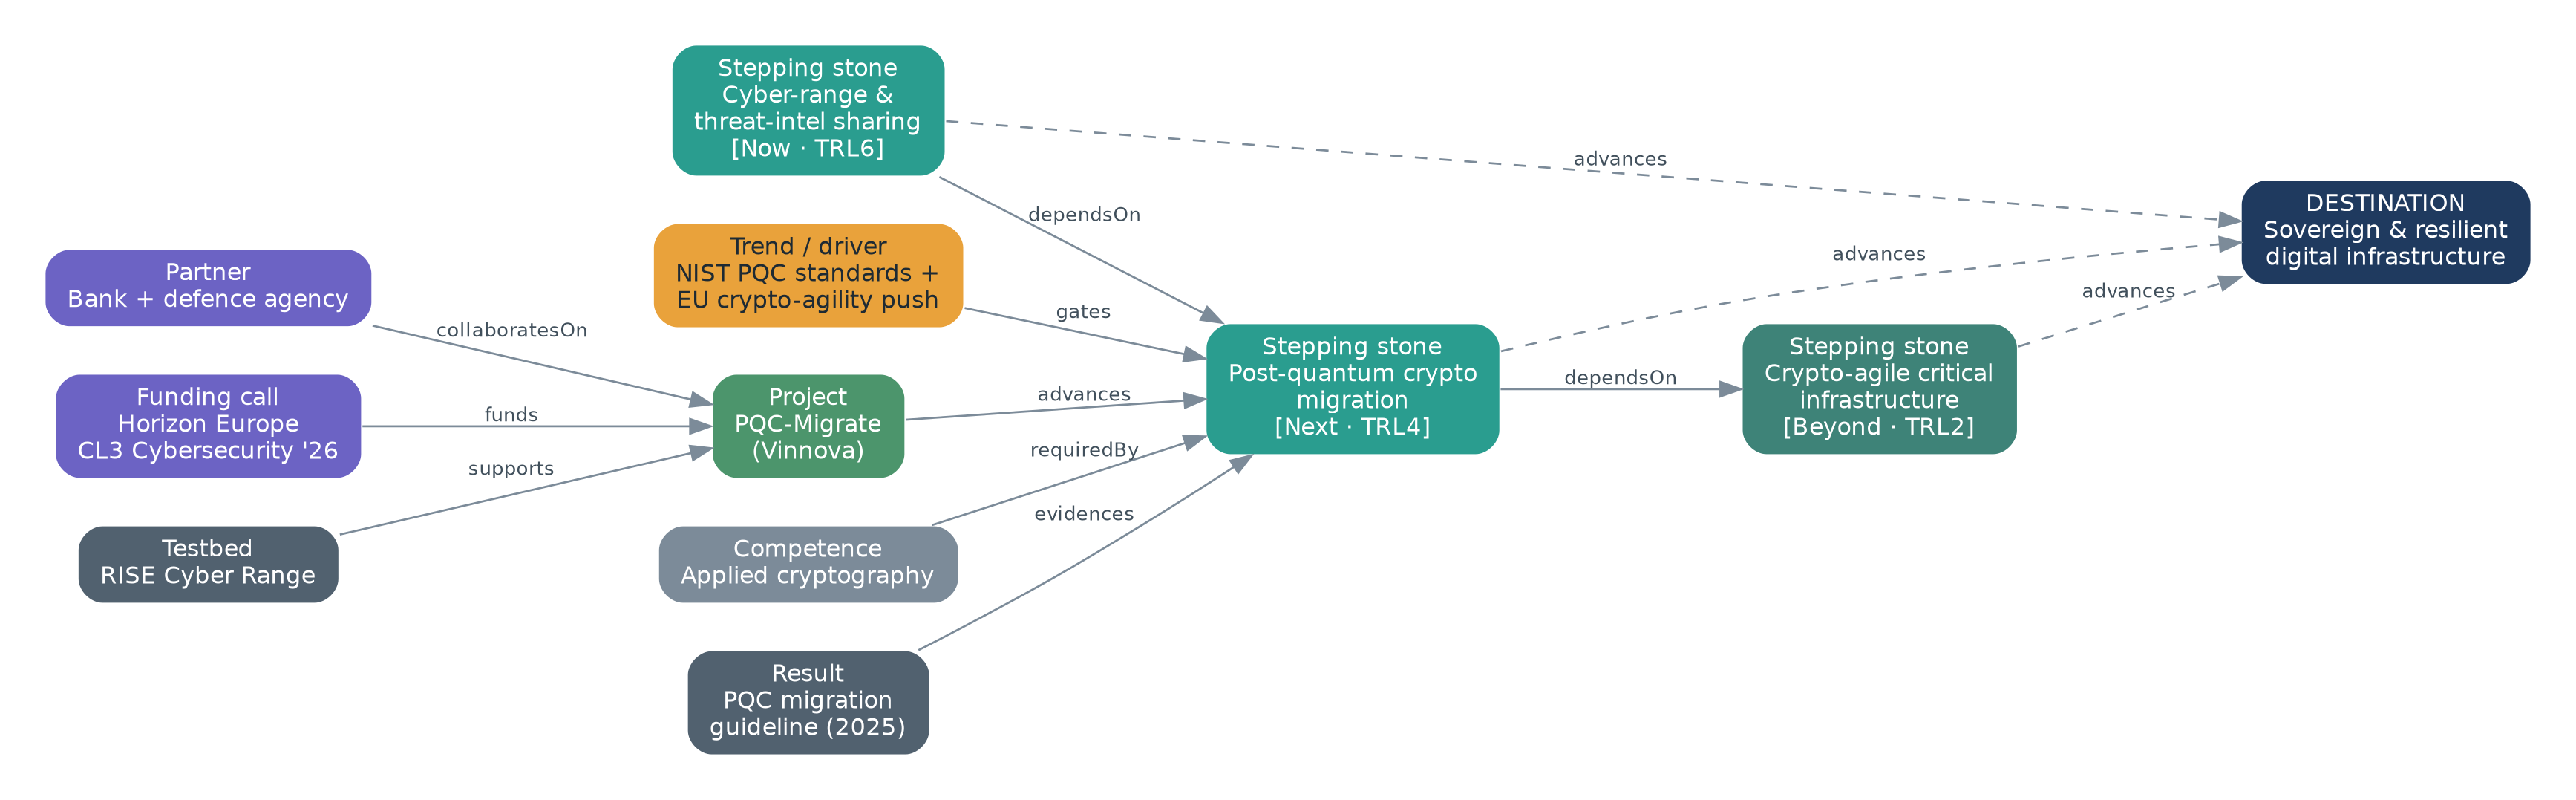 Stepping stone
Cyber-range &
threat-intel sharing
[Now · TRL6]
advances
dependsOn
DESTINATION
Sovereign & resilient
digital infrastructure
Trend / driver
NIST PQC standards +
EU crypto-agility push
gates
advances
advances
Partner
Bank + defence agency
collaboratesOn
Funding call
Horizon Europe
CL3 Cybersecurity '26
funds
Project
PQC-Migrate
(Vinnova)
advances
Stepping stone
Post-quantum crypto
migration
[Next · TRL4]
dependsOn
Stepping stone
Crypto-agile critical
infrastructure
[Beyond · TRL2]
supports
requiredBy
Testbed
RISE Cyber Range
Competence
Applied cryptography
evidences
Result
PQC migration
guideline (2025)